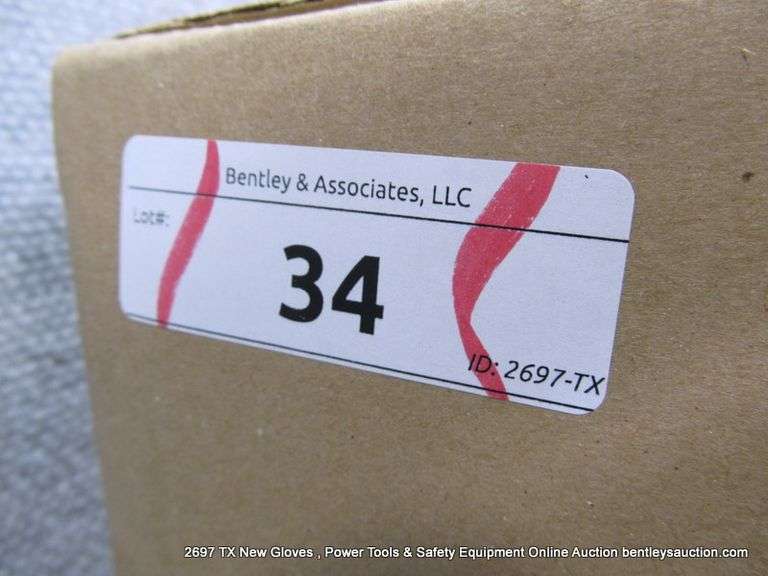 Bentley & Associates, LLC
Lot#:
34
ID: 2697-TX
2697 TX New Gloves , Power Tools & Safety Equipment Online Auction bentleysauction.com